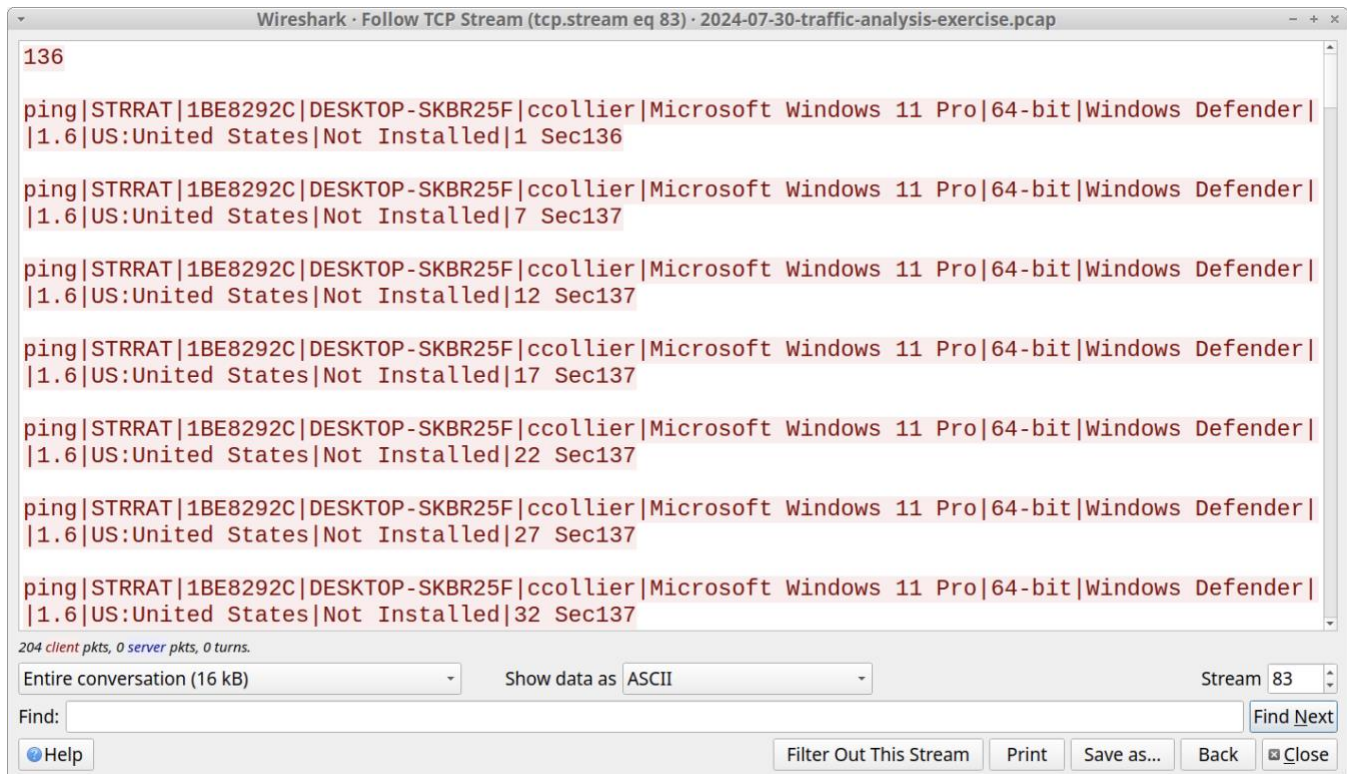 Wireshark · Follow TCP Stream (tcp.stream eq 83) · 2024-07-30-traffic-analysis-exercise.pcap
136
ping|STRRAT|1BE8292C|DESKTOP-SKBR25F|ccollier|Microsoft Windows 11 Pro|64-bit|Windows Defender|
|1.6|US:United States|Not Installed|1 Sec136
ping|STRRAT|1BE8292C|DESKTOP-SKBR25F|ccollier|Microsoft Windows 11 Pro|64-bit|Windows Defender|
|1.6|US:United States|Not Installed|7 Sec137
ping|STRRAT|1BE8292C|DESKTOP-SKBR25F|ccollier|Microsoft Windows 11 Pro|64-bit|Windows Defender|
|1.6|US:United States|Not Installed|12 Sec137
ping|STRRAT|1BE8292C|DESKTOP-SKBR25F|ccollier|Microsoft Windows 11 Pro|64-bit|Windows Defender|
|1.6|US:United States|Not Installed|17 Sec137
ping|STRRAT|1BE8292C|DESKTOP-SKBR25F|ccollier|Microsoft Windows 11 Pro|64-bit|Windows Defender|
|1.6|US:United States|Not Installed|22 Sec137
ping|STRRAT|1BE8292C|DESKTOP-SKBR25F|ccollier|Microsoft Windows 11 Pro|64-bit|Windows Defender|
|1.6|US:United States|Not Installed|27 Sec137
ping|STRRAT|1BE8292C|DESKTOP-SKBR25F|ccollier|Microsoft Windows 11 Pro|64-bit|Windows Defender|
|1.6|US:United States|Not Installed|32 Sec137
204 client pkts, 0 server pkts, 0 turns.
Entire conversation (16 kB) Show data as ASCII Stream 83
Find: Find Next
Help Filter Out This Stream Print Save as... Back Close